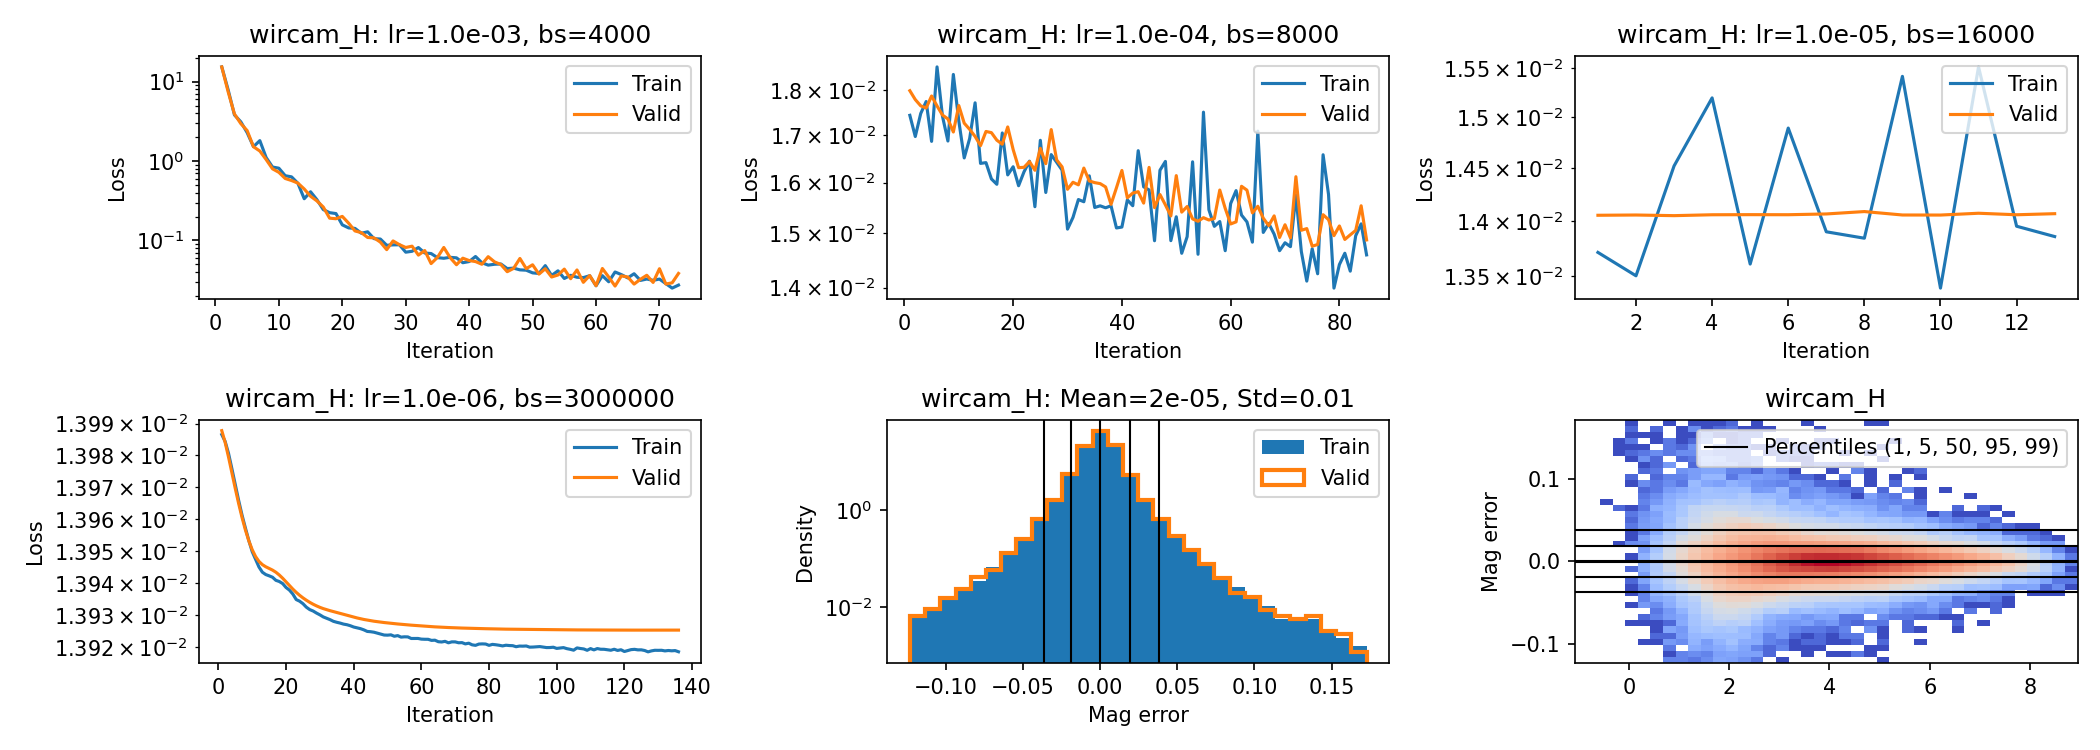 wircam_H: lr=1.0e-03, bs=4000
10¹
10⁰
10⁻¹
Loss
Train
Valid
0 10 20 30 40 50 60 70
Iteration
wircam_H: lr=1.0e-04, bs=8000
1.8 × 10⁻²
1.7 × 10⁻²
1.6 × 10⁻²
1.5 × 10⁻²
1.4 × 10⁻²
Loss
Train
Valid
0 20 40 60 80
Iteration
wircam_H: lr=1.0e-05, bs=16000
1.55 × 10⁻²
1.5 × 10⁻²
1.45 × 10⁻²
1.4 × 10⁻²
1.35 × 10⁻²
Loss
Train
Valid
2 4 6 8 10 12
Iteration
wircam_H: lr=1.0e-06, bs=3000000
1.399 × 10⁻²
1.398 × 10⁻²
1.397 × 10⁻²
1.396 × 10⁻²
1.395 × 10⁻²
1.394 × 10⁻²
1.393 × 10⁻²
1.392 × 10⁻²
Loss
Train
Valid
0 20 40 60 80 100 120 140
Iteration
wircam_H: Mean=2e-05, Std=0.01
10⁰
10⁻²
Density
Train
Valid
−0.10 −0.05 0.00 0.05 0.10 0.15
Mag error
wircam_H
0.1
0.0
−0.1
Mag error
Percentiles (1, 5, 50, 95, 99)
0 2 4 6 8